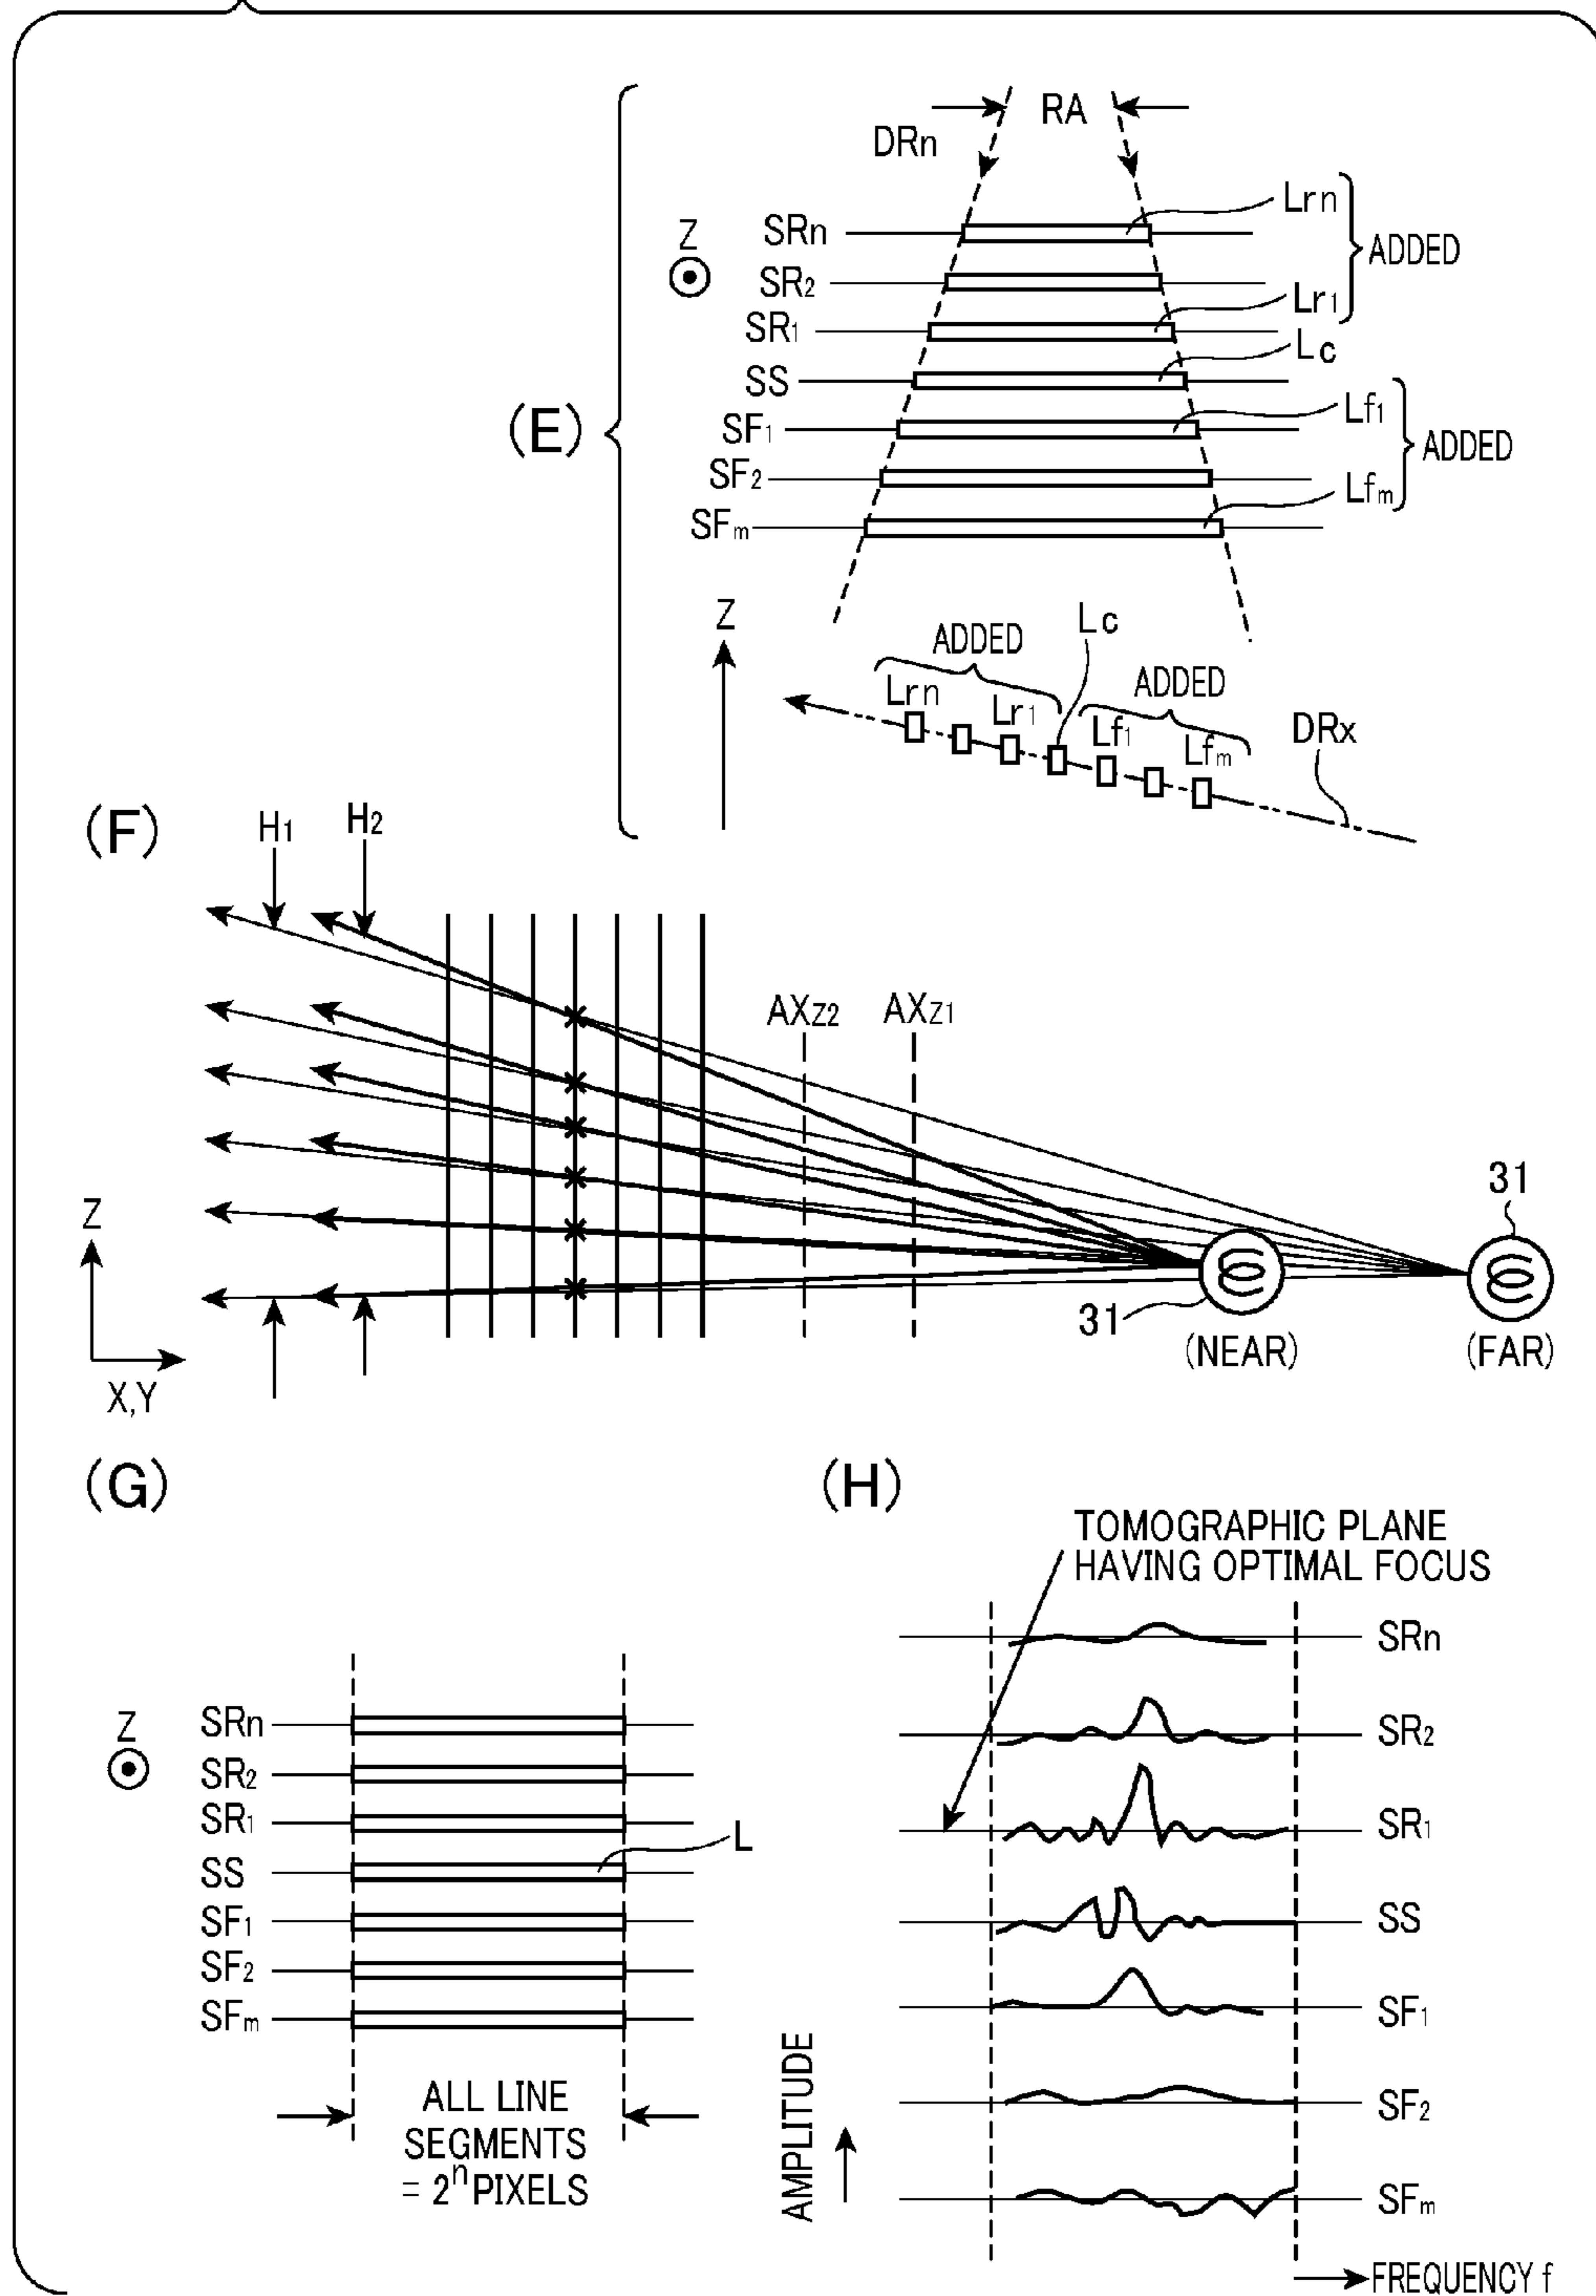 (E)
DRn
RA
Z
SRn
SR2
SR1
SS
SF1
SF2
SFm
Lrn
Lr1
ADDED
Lc
Lf1
Lfm
ADDED
Z
ADDED
Lrn
Lr1
Lc
ADDED
Lf1
Lfm
DRx
(F)
H1
H2
AXZ2
AXZ1
Z
X,Y
31
(NEAR)
31
(FAR)
(G)
Z
SRn
SR2
SR1
SS
SF1
SF2
SFm
L
ALL LINE
SEGMENTS
= 2^n PIXELS
(H)
TOMOGRAPHIC PLANE
HAVING OPTIMAL FOCUS
SRn
SR2
SR1
SS
SF1
SF2
SFm
AMPLITUDE
FREQUENCY f